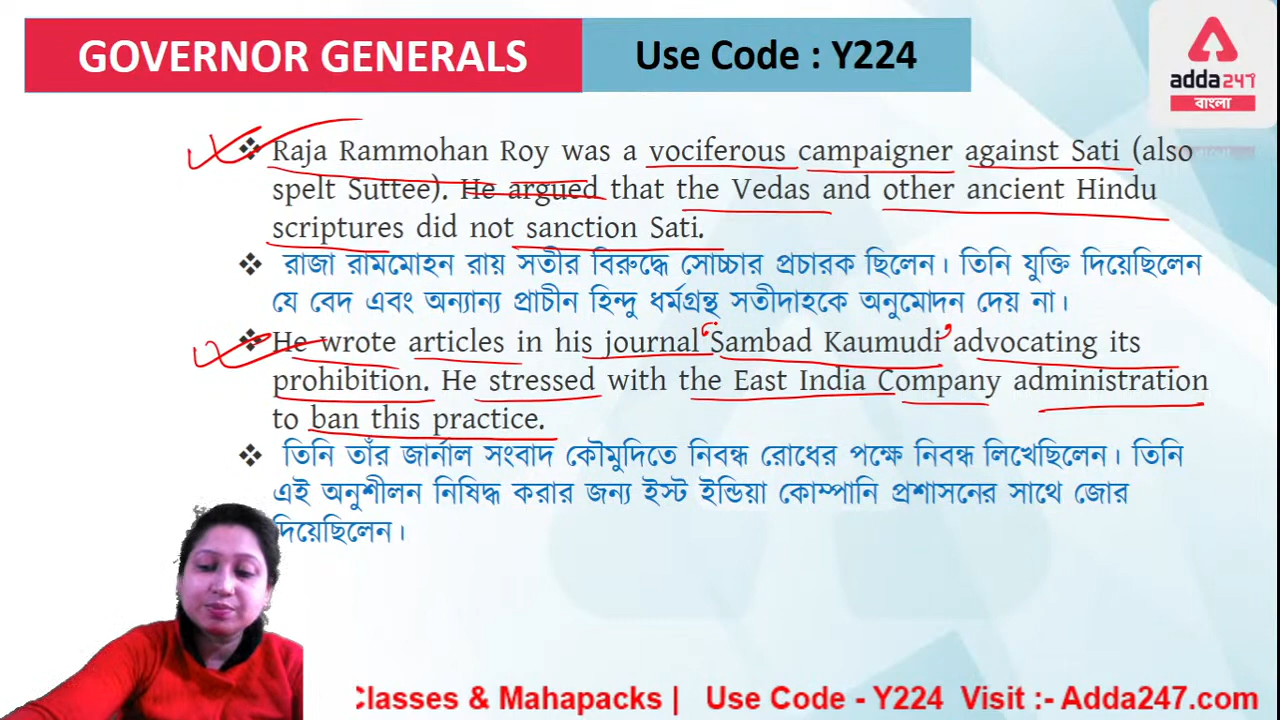 GOVERNOR GENERALS
Use Code : Y224
adda247
বাংলা
❖ Raja Rammohan Roy was a vociferous campaigner against Sati (also
spelt Suttee). He argued that the Vedas and other ancient Hindu
scriptures did not sanction Sati.
❖ রাজা রামমোহন রায় সতীর বিরুদ্ধে সোচ্চার প্রচারক ছিলেন। তিনি যুক্তি দিয়েছিলেন
যে বেদ এবং অন্যান্য প্রাচীন হিন্দু ধর্মগ্রন্থ সতীদাহকে অনুমোদন দেয় না।
❖ He wrote articles in his journal ‘Sambad Kaumudi’ advocating its
prohibition. He stressed with the East India Company administration
to ban this practice.
❖ তিনি তাঁর জার্নাল সংবাদ কৌমুদিতে নিবন্ধ রোধের পক্ষে নিবন্ধ লিখেছিলেন। তিনি
এই অনুশীলন নিষিদ্ধ করার জন্য ইস্ট ইন্ডিয়া কোম্পানি প্রশাসনের সাথে জোর
দিয়েছিলেন।
Classes & Mahapacks | Use Code - Y224 Visit :- Adda247.com